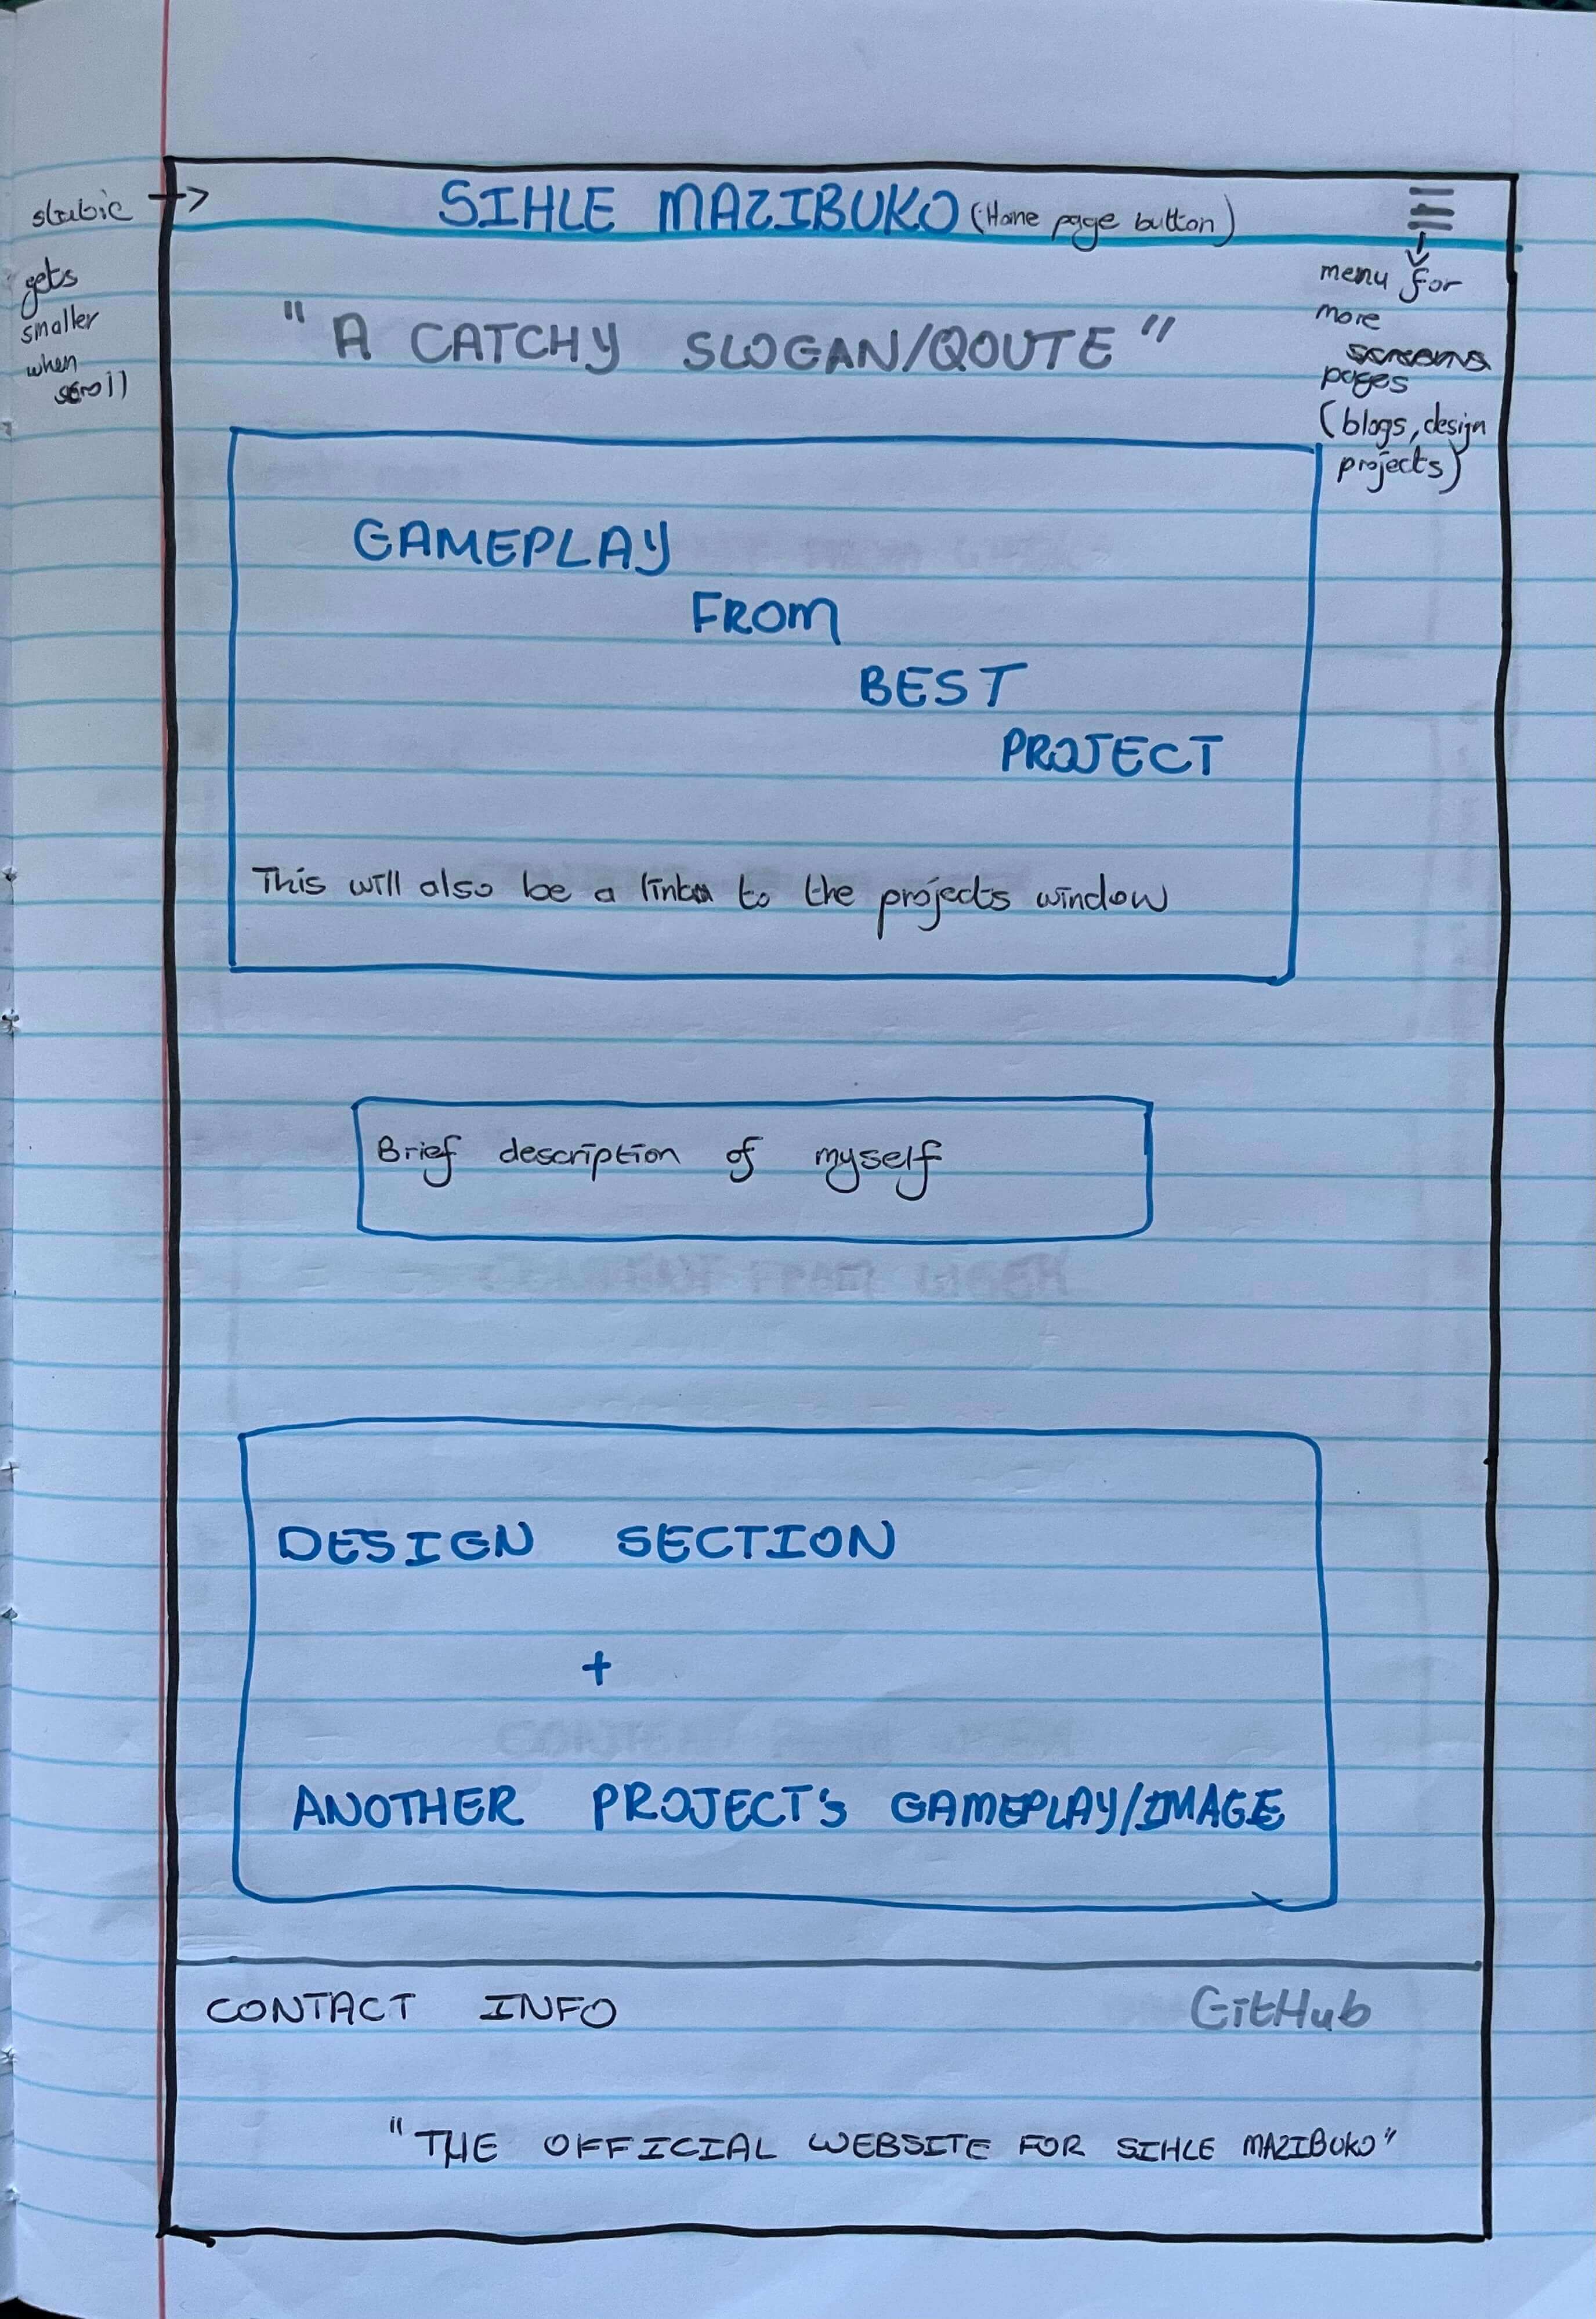 static
SIHLE MAZIBUKO (Home page button)
gets
smaller
when
scroll
menu for
more
pages
(blogs, design
projects)
"A CATCHY SLOGAN/QOUTE"
GAMEPLAY
FROM
BEST
PROJECT
This will also be a link to the projects window
Brief description of myself
DESIGN SECTION
+
ANOTHER PROJECT's GAMEPLAY/IMAGE
CONTACT INFO
GitHub
"THE OFFICIAL WEBSITE FOR SIHLE MAZIBUKO"